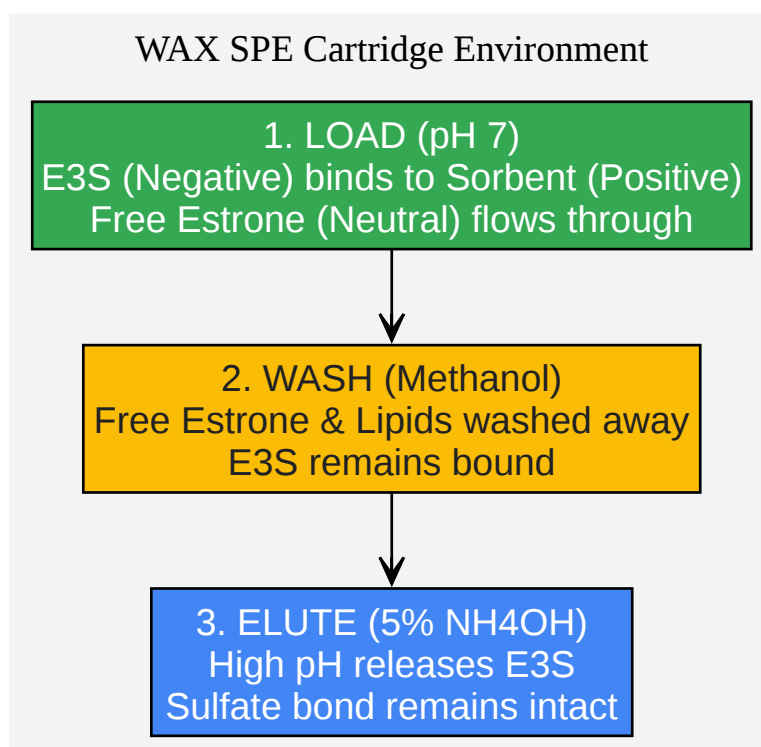 WAX SPE Cartridge Environment
1. LOAD (pH 7)
E3S (Negative) binds to Sorbent (Positive)
Free Estrone (Neutral) flows through
2. WASH (Methanol)
Free Estrone & Lipids washed away
E3S remains bound
3. ELUTE (5% NH4OH)
High pH releases E3S
Sulfate bond remains intact